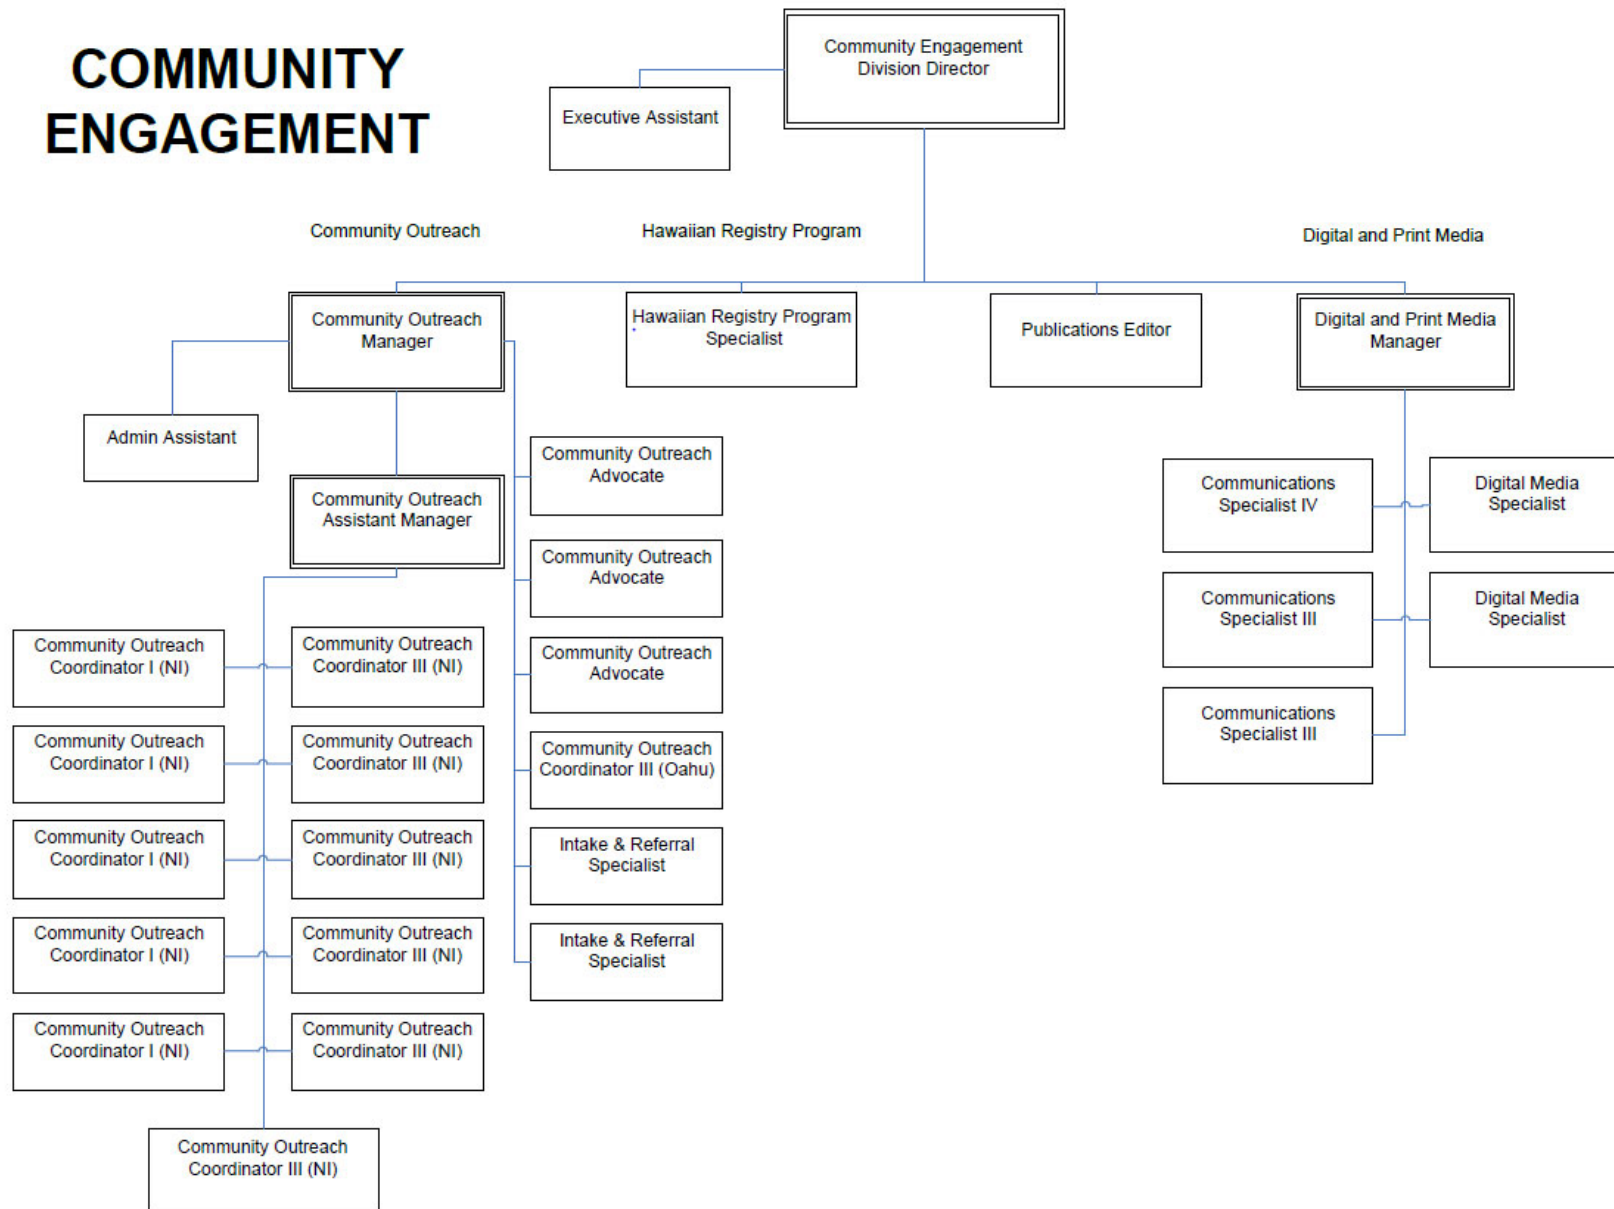 COMMUNITY
ENGAGEMENT
Community Engagement
Division Director
Executive Assistant
Community Outreach
Hawaiian Registry Program
Digital and Print Media
Community Outreach
Manager
Hawaiian Registry Program
Specialist
Publications Editor
Digital and Print Media
Manager
Admin Assistant
Community Outreach
Assistant Manager
Community Outreach
Advocate
Community Outreach
Advocate
Community Outreach
Advocate
Community Outreach
Coordinator III (Oahu)
Intake & Referral
Specialist
Intake & Referral
Specialist
Communications
Specialist IV
Digital Media
Specialist
Communications
Specialist III
Digital Media
Specialist
Communications
Specialist III
Community Outreach
Coordinator I (NI)
Community Outreach
Coordinator III (NI)
Community Outreach
Coordinator I (NI)
Community Outreach
Coordinator III (NI)
Community Outreach
Coordinator I (NI)
Community Outreach
Coordinator III (NI)
Community Outreach
Coordinator I (NI)
Community Outreach
Coordinator III (NI)
Community Outreach
Coordinator I (NI)
Community Outreach
Coordinator III (NI)
Community Outreach
Coordinator III (NI)